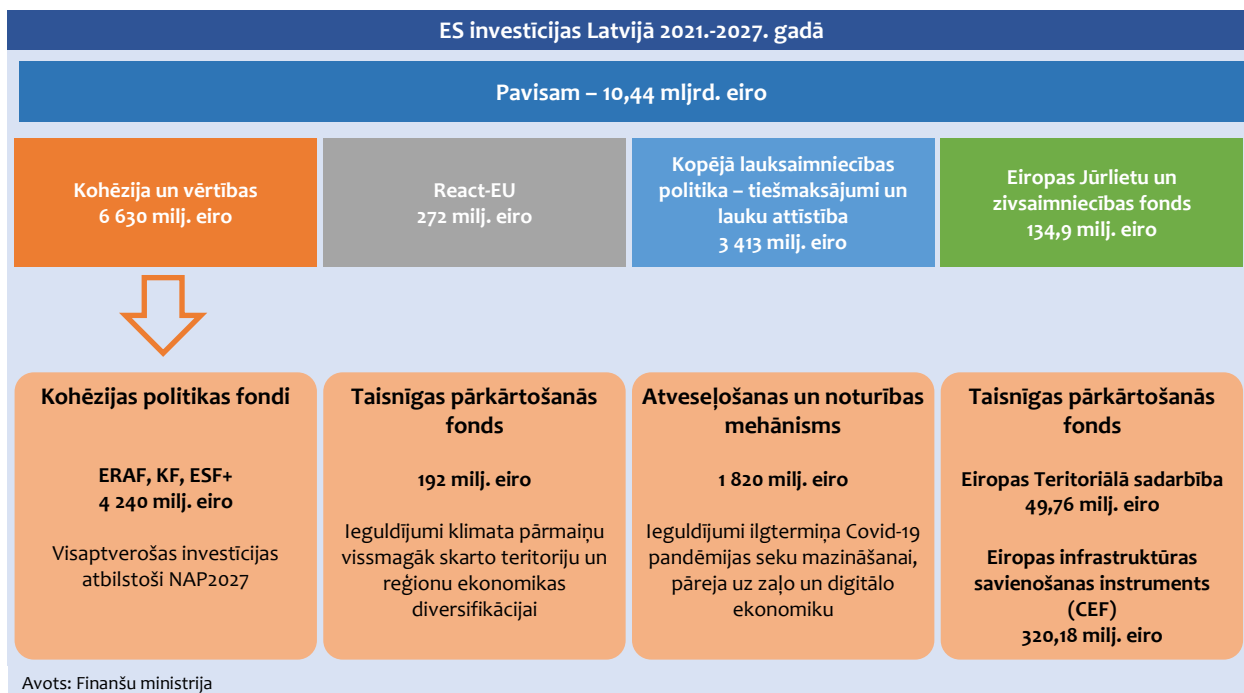 ES investīcijas Latvijā 2021.-2027. gadā
Pavisam – 10,44 mljrd. eiro
Kohēzija un vērtības
6 630 milj. eiro
React-EU
272 milj. eiro
Kopējā lauksaimniecības
politika – tiešmaksājumi un
lauku attīstība
3 413 milj. eiro
Eiropas Jūrlietu un
zivsaimniecības fonds
134,9 milj. eiro
Kohēzijas politikas fondi
ERAF, KF, ESF+
4 240 milj. eiro
Visaptverošas investīcijas
atbilstoši NAP2027
Taisnīgas pārkārtošanās
fonds
192 milj. eiro
Ieguldījumi klimata pārmaiņu
vissmagāk skarto teritoriju un
reģionu ekonomikas
diversifikācijai
Atveseļošanas un noturības
mehānisms
1 820 milj. eiro
Ieguldījumi ilgtermiņa Covid-19
pandēmijas seku mazināšanai,
pāreja uz zaļo un digitālo
ekonomiku
Taisnīgas pārkārtošanās
fonds
Eiropas Teritoriālā sadarbība
49,76 milj. eiro
Eiropas infrastruktūras
savienošanas instruments
(CEF)
320,18 milj. eiro
Avots: Finanšu ministrija